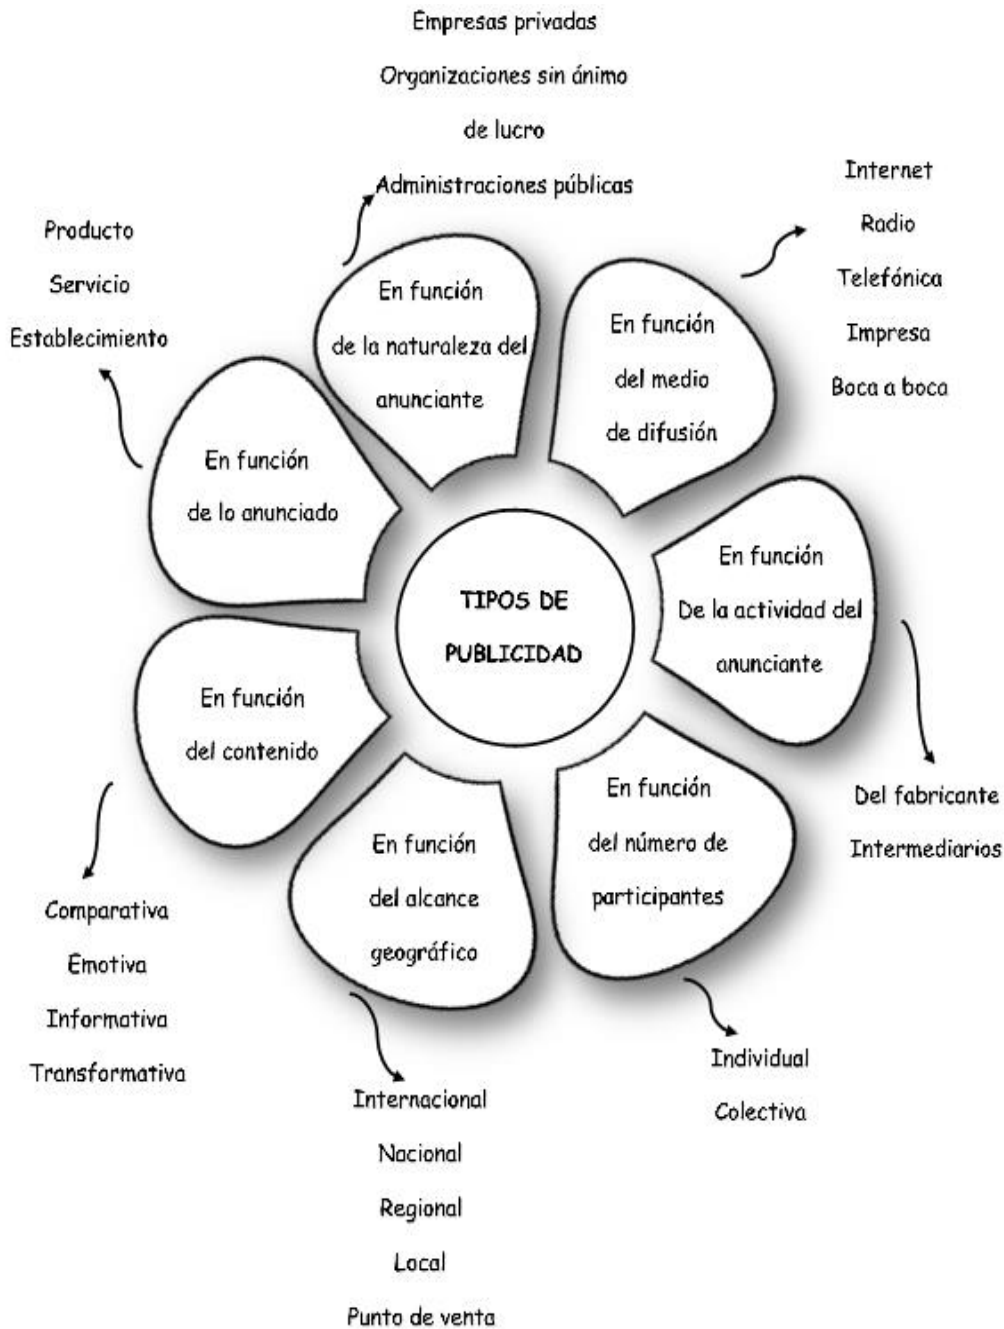 Empresas privadas
Organizaciones sin ánimo
de lucro
Administraciones públicas
En función
de la naturaleza del
anunciante
Internet
Radio
Telefónica
Impresa
Boca a boca
En función
del medio
de difusión
En función
De la actividad del
anunciante
Del fabricante
Intermediarios
En función
del número de
participantes
Individual
Colectiva
En función
del alcance
geográfico
Internacional
Nacional
Regional
Local
Punto de venta
En función
del contenido
Comparativa
Emotiva
Informativa
Transformativa
En función
de lo anunciado
Producto
Servicio
Establecimiento
TIPOS DE
PUBLICIDAD